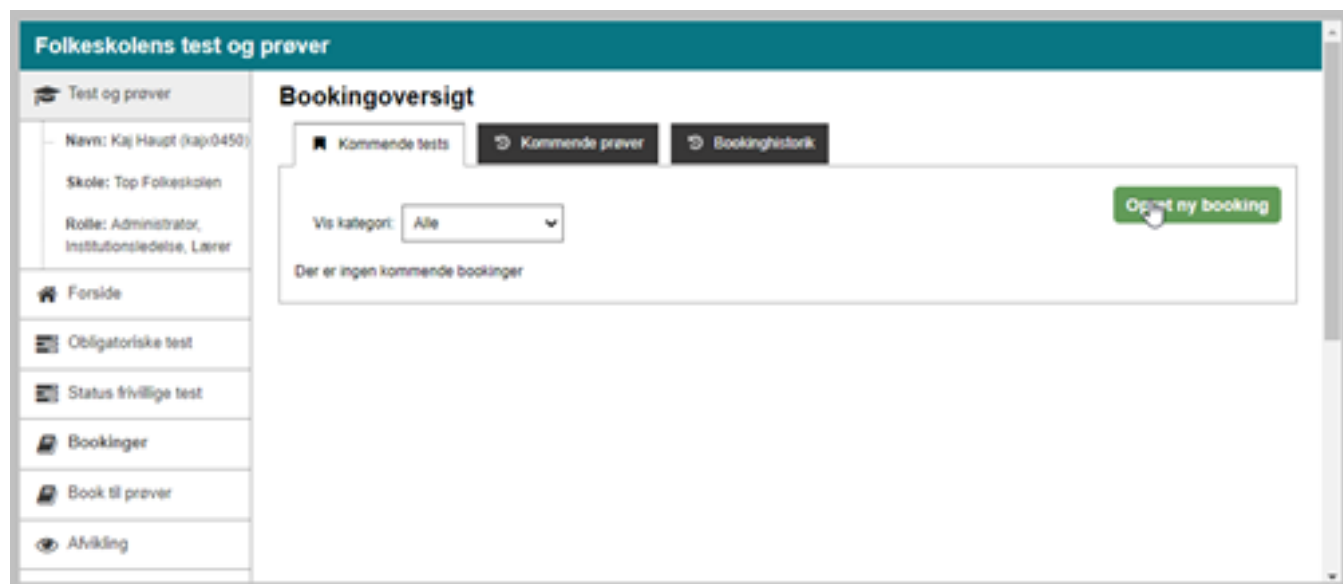 Folkeskolens test og prøver
Test og prøver
Navn: Kaj Haupt (kajx0450)
Skole: Top Folkeskolen
Rolle: Administrator,
Institutionsledelse, Lærer
Forside
Obligatoriske test
Status frivillige test
Bookinger
Book til prøver
Afvikling
Bookingoversigt
Kommende tests
Kommende prøver
Bookinghistorik
Opret ny booking
Vis kategori: Alle
Der er ingen kommende bookinger